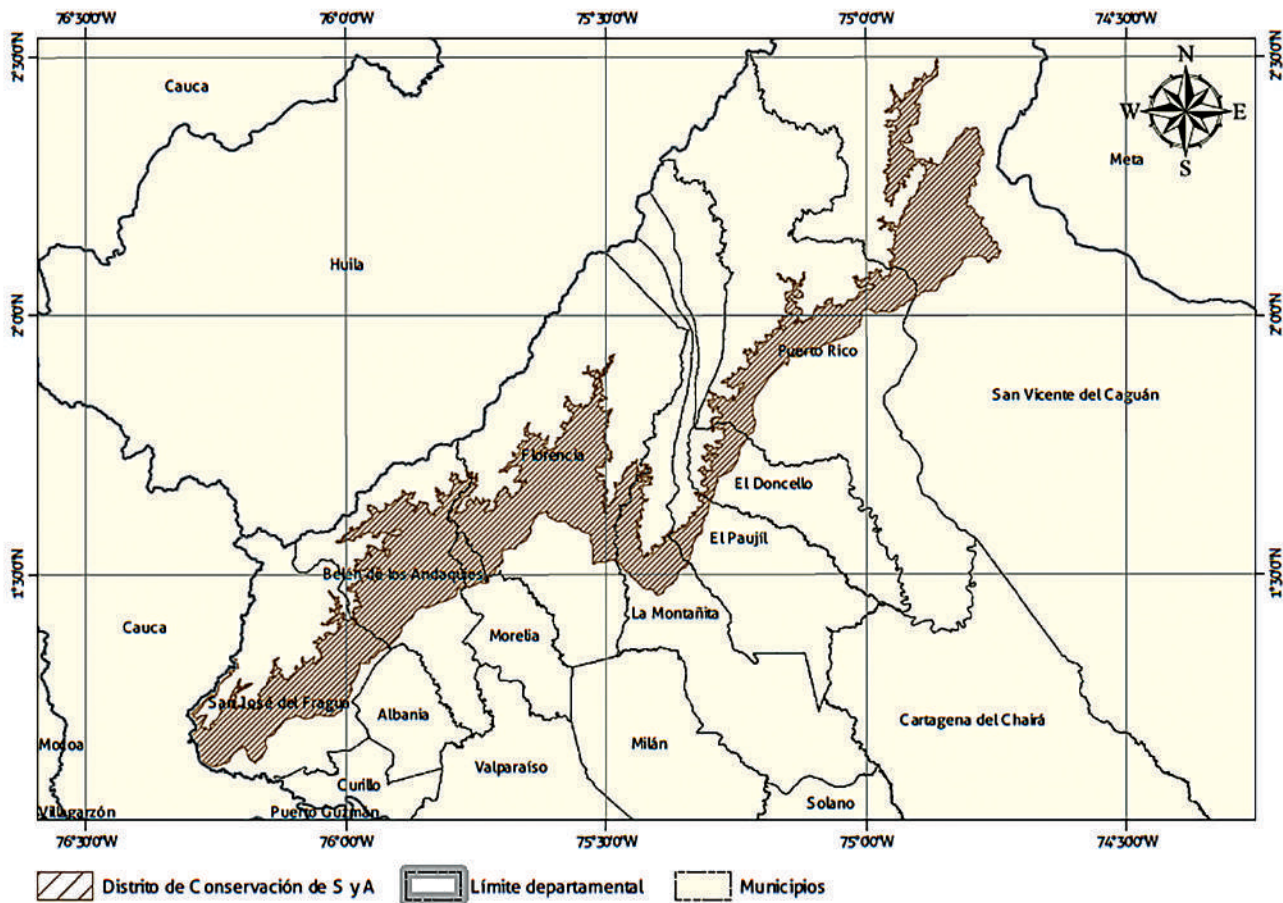 76°30'0"W 76°0'0"W 75°30'0"W 75°0'0"W 74°30'0"W
2°30'0"N 2°30'0"N
Cauca
N
W E
S
Meta
Huila
2°0'0"N 2°0'0"N
Puerto Rico
San Vicente del Caguán
Florencia
El Doncello
El Paujíl
1°30'0"N Belén de los Andaquies 1°30'0"N
La Montañita
Cauca
Morelia
San José del Fragua
Albania
Cartagena del Chairá
Mocoa
Milán
Valparaíso
Curillo
Solano
Villagarzón Puerto Guzmán
76°30'0"W 76°0'0"W 75°30'0"W 75°0'0"W 74°30'0"W
Distrito de Conservación de S y A Límite departamental Municipios